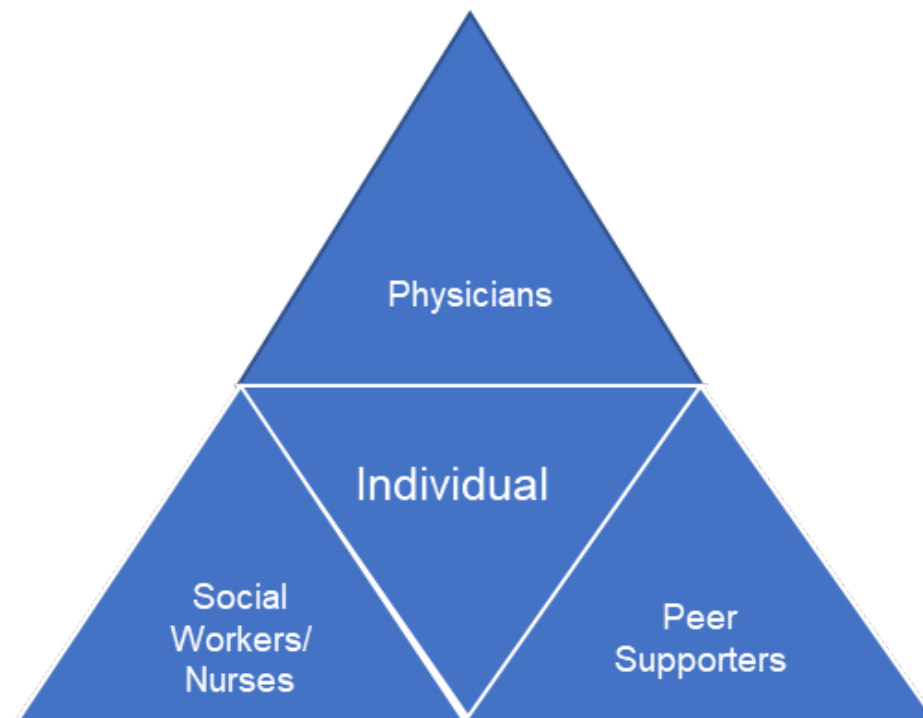 Physicians
Individual
Social
Workers/
Nurses
Peer
Supporters